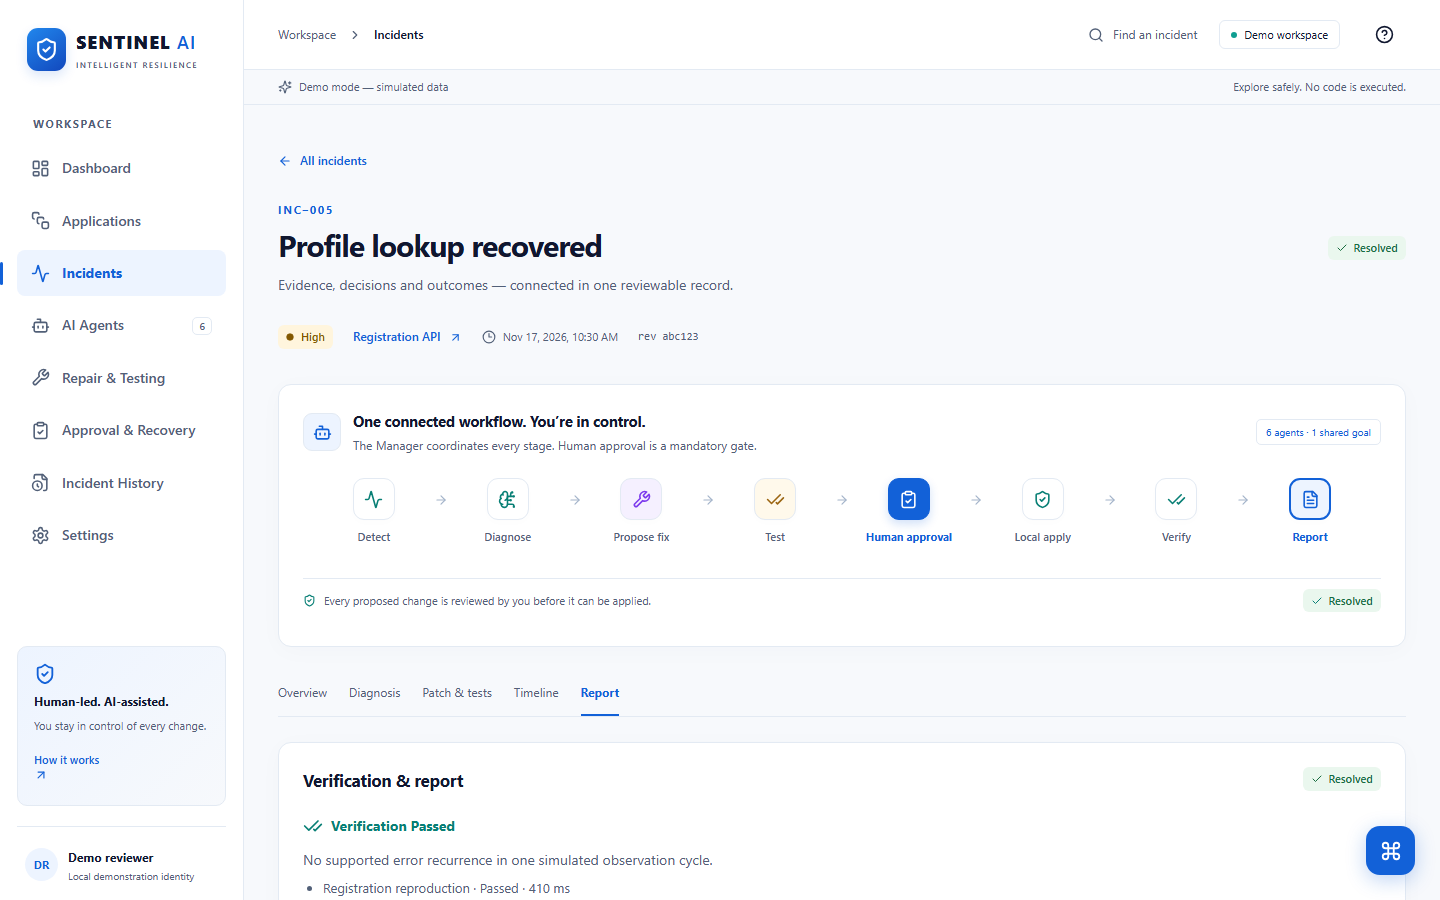 SENTINEL AI
INTELLIGENT RESILIENCE
WORKSPACE
Dashboard
Applications
Incidents
AI Agents
6
Repair & Testing
Approval & Recovery
Incident History
Settings
Human-led. AI-assisted.
You stay in control of every change.
How it works
DR
Demo reviewer
Local demonstration identity
Workspace
Incidents
Find an incident
Demo workspace
Demo mode — simulated data
Explore safely. No code is executed.
All incidents
INC-005
Profile lookup recovered
Resolved
Evidence, decisions and outcomes — connected in one reviewable record.
High
Registration API
Nov 17, 2026, 10:30 AM
rev abc123
One connected workflow. You're in control.
The Manager coordinates every stage. Human approval is a mandatory gate.
6 agents · 1 shared goal
Detect
Diagnose
Propose fix
Test
Human approval
Local apply
Verify
Report
Every proposed change is reviewed by you before it can be applied.
Resolved
Overview
Diagnosis
Patch & tests
Timeline
Report
Verification & report
Resolved
Verification Passed
No supported error recurrence in one simulated observation cycle.
• Registration reproduction · Passed · 410 ms